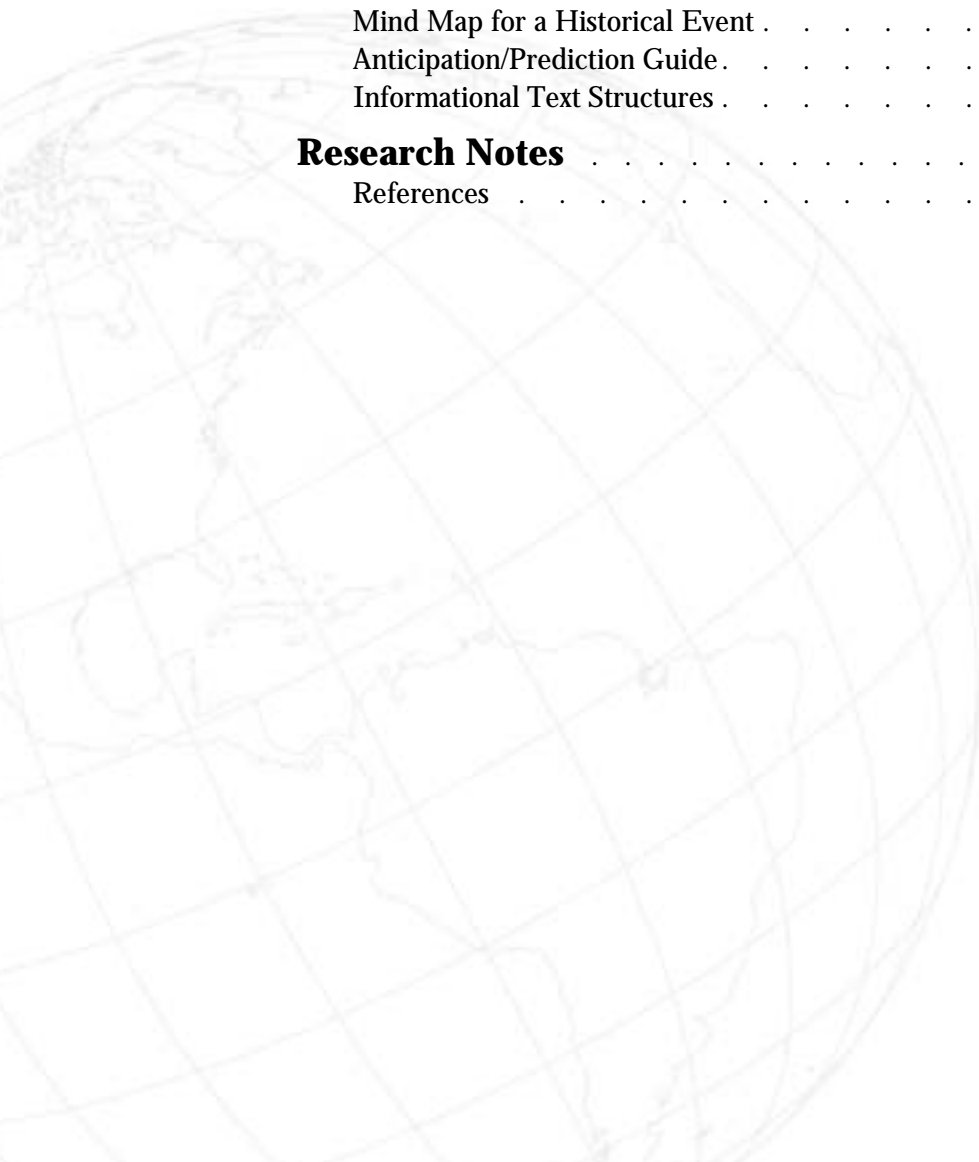 Mind Map for a Historical Event . . . . . .
Anticipation/Prediction Guide . . . . . . .
Informational Text Structures . . . . . . .
Research Notes . . . . . . . . . . . .
References . . . . . . . . . . . .